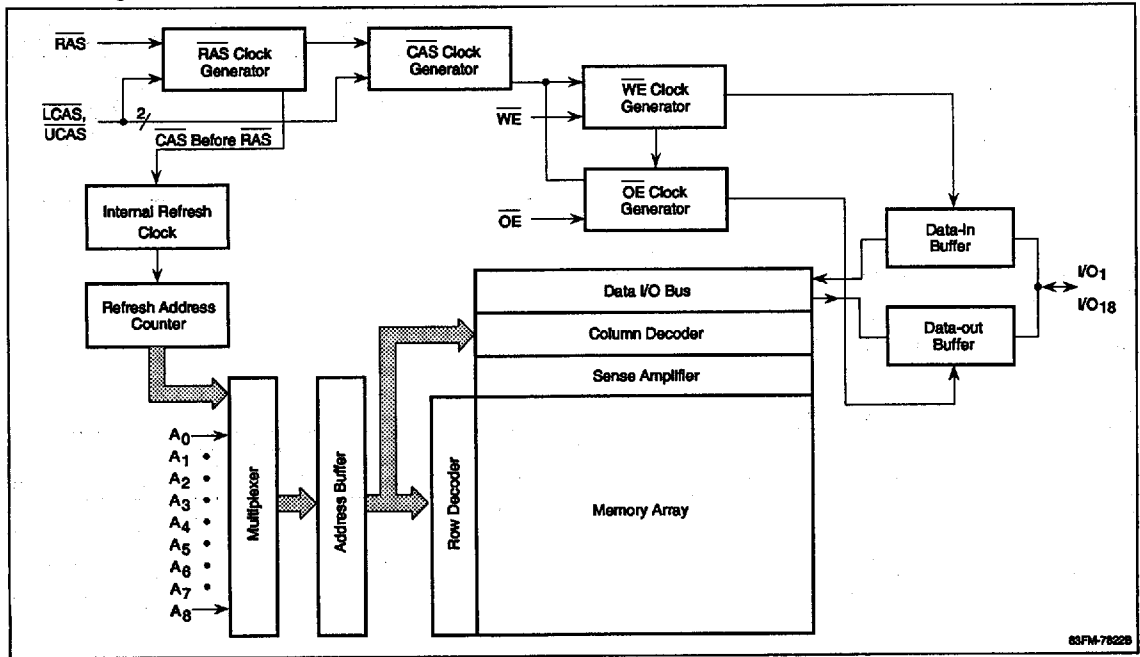 RAS
RAS Clock
Generator
CAS Clock
Generator
LCAS,
UCAS
2
CAS Before RAS
WE
WE Clock
Generator
OE
OE Clock
Generator
Internal Refresh
Clock
Refresh Address
Counter
Data-In
Buffer
Data-out
Buffer
I/O1
I/O18
Data I/O Bus
Column Decoder
Sense Amplifier
Memory Array
Row Decoder
Address Buffer
Multiplexer
A0
A1
A2
A3
A4
A5
A6
A7
A8
83FM-7822B